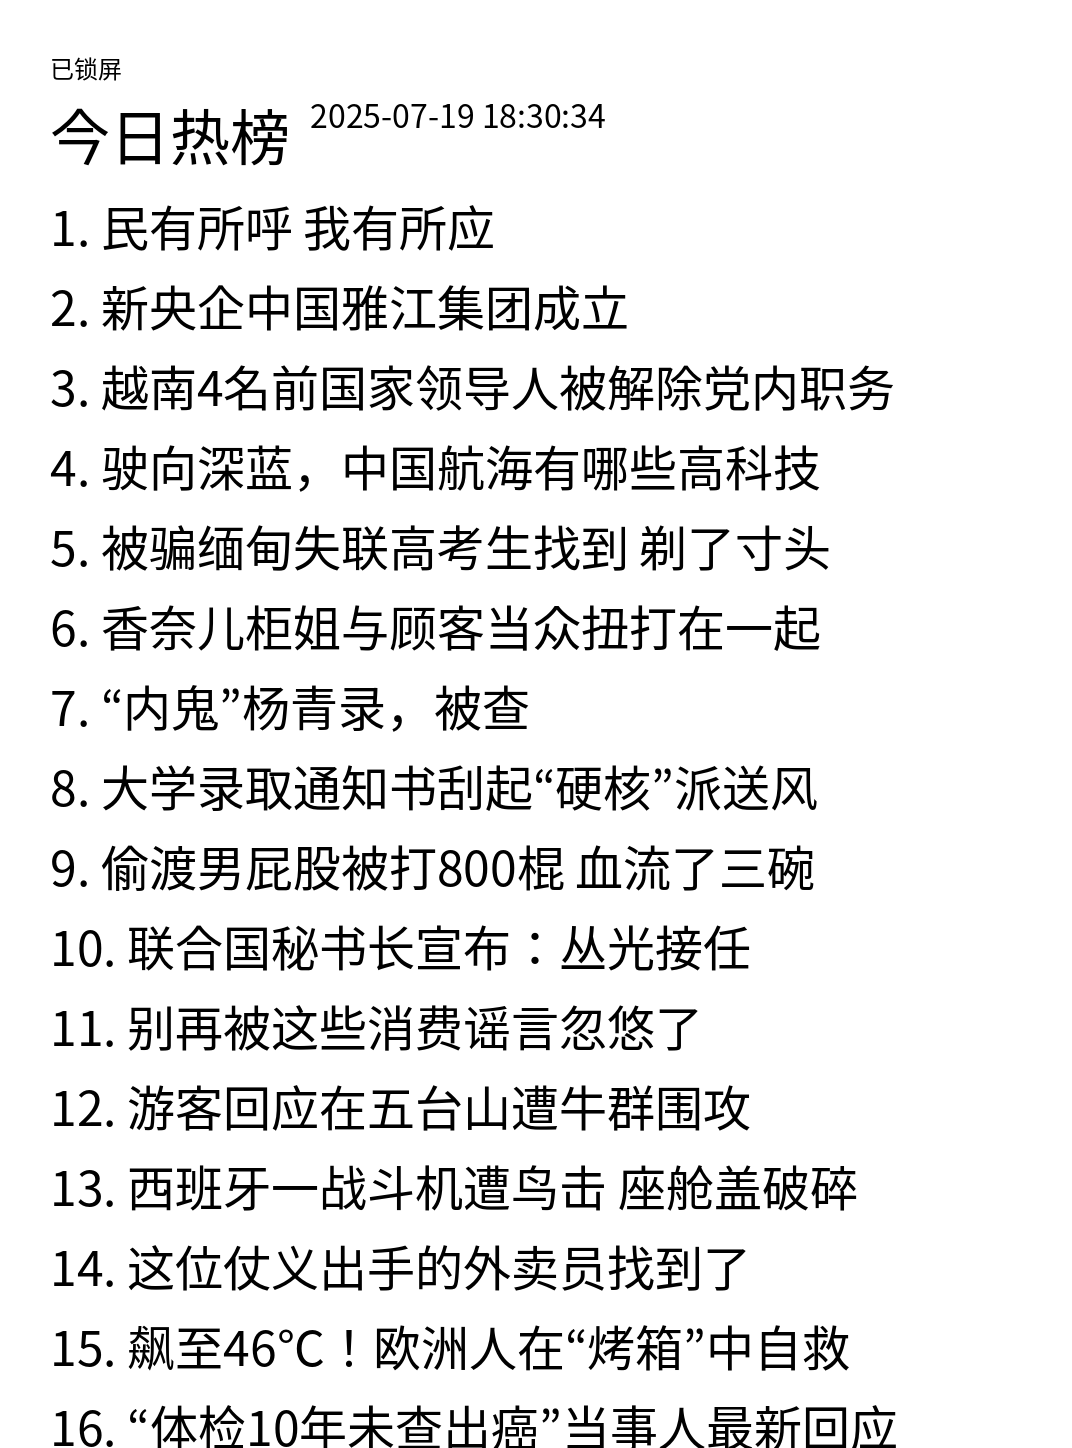 已锁屏
今日热榜 2025-07-19 18:30:34
1. 民有所呼 我有所应
2. 新央企中国雅江集团成立
3. 越南4名前国家领导人被解除党内职务
4. 驶向深蓝，中国航海有哪些高科技
5. 被骗缅甸失联高考生找到 剃了寸头
6. 香奈儿柜姐与顾客当众扭打在一起
7. “内鬼”杨青录，被查
8. 大学录取通知书刮起“硬核”派送风
9. 偷渡男屁股被打800棍 血流了三碗
10. 联合国秘书长宣布：丛光接任
11. 别再被这些消费谣言忽悠了
12. 游客回应在五台山遭牛群围攻
13. 西班牙一战斗机遭鸟击 座舱盖破碎
14. 这位仗义出手的外卖员找到了
15. 飙至46℃！欧洲人在“烤箱”中自救
16. “体检10年未查出癌”当事人最新回应